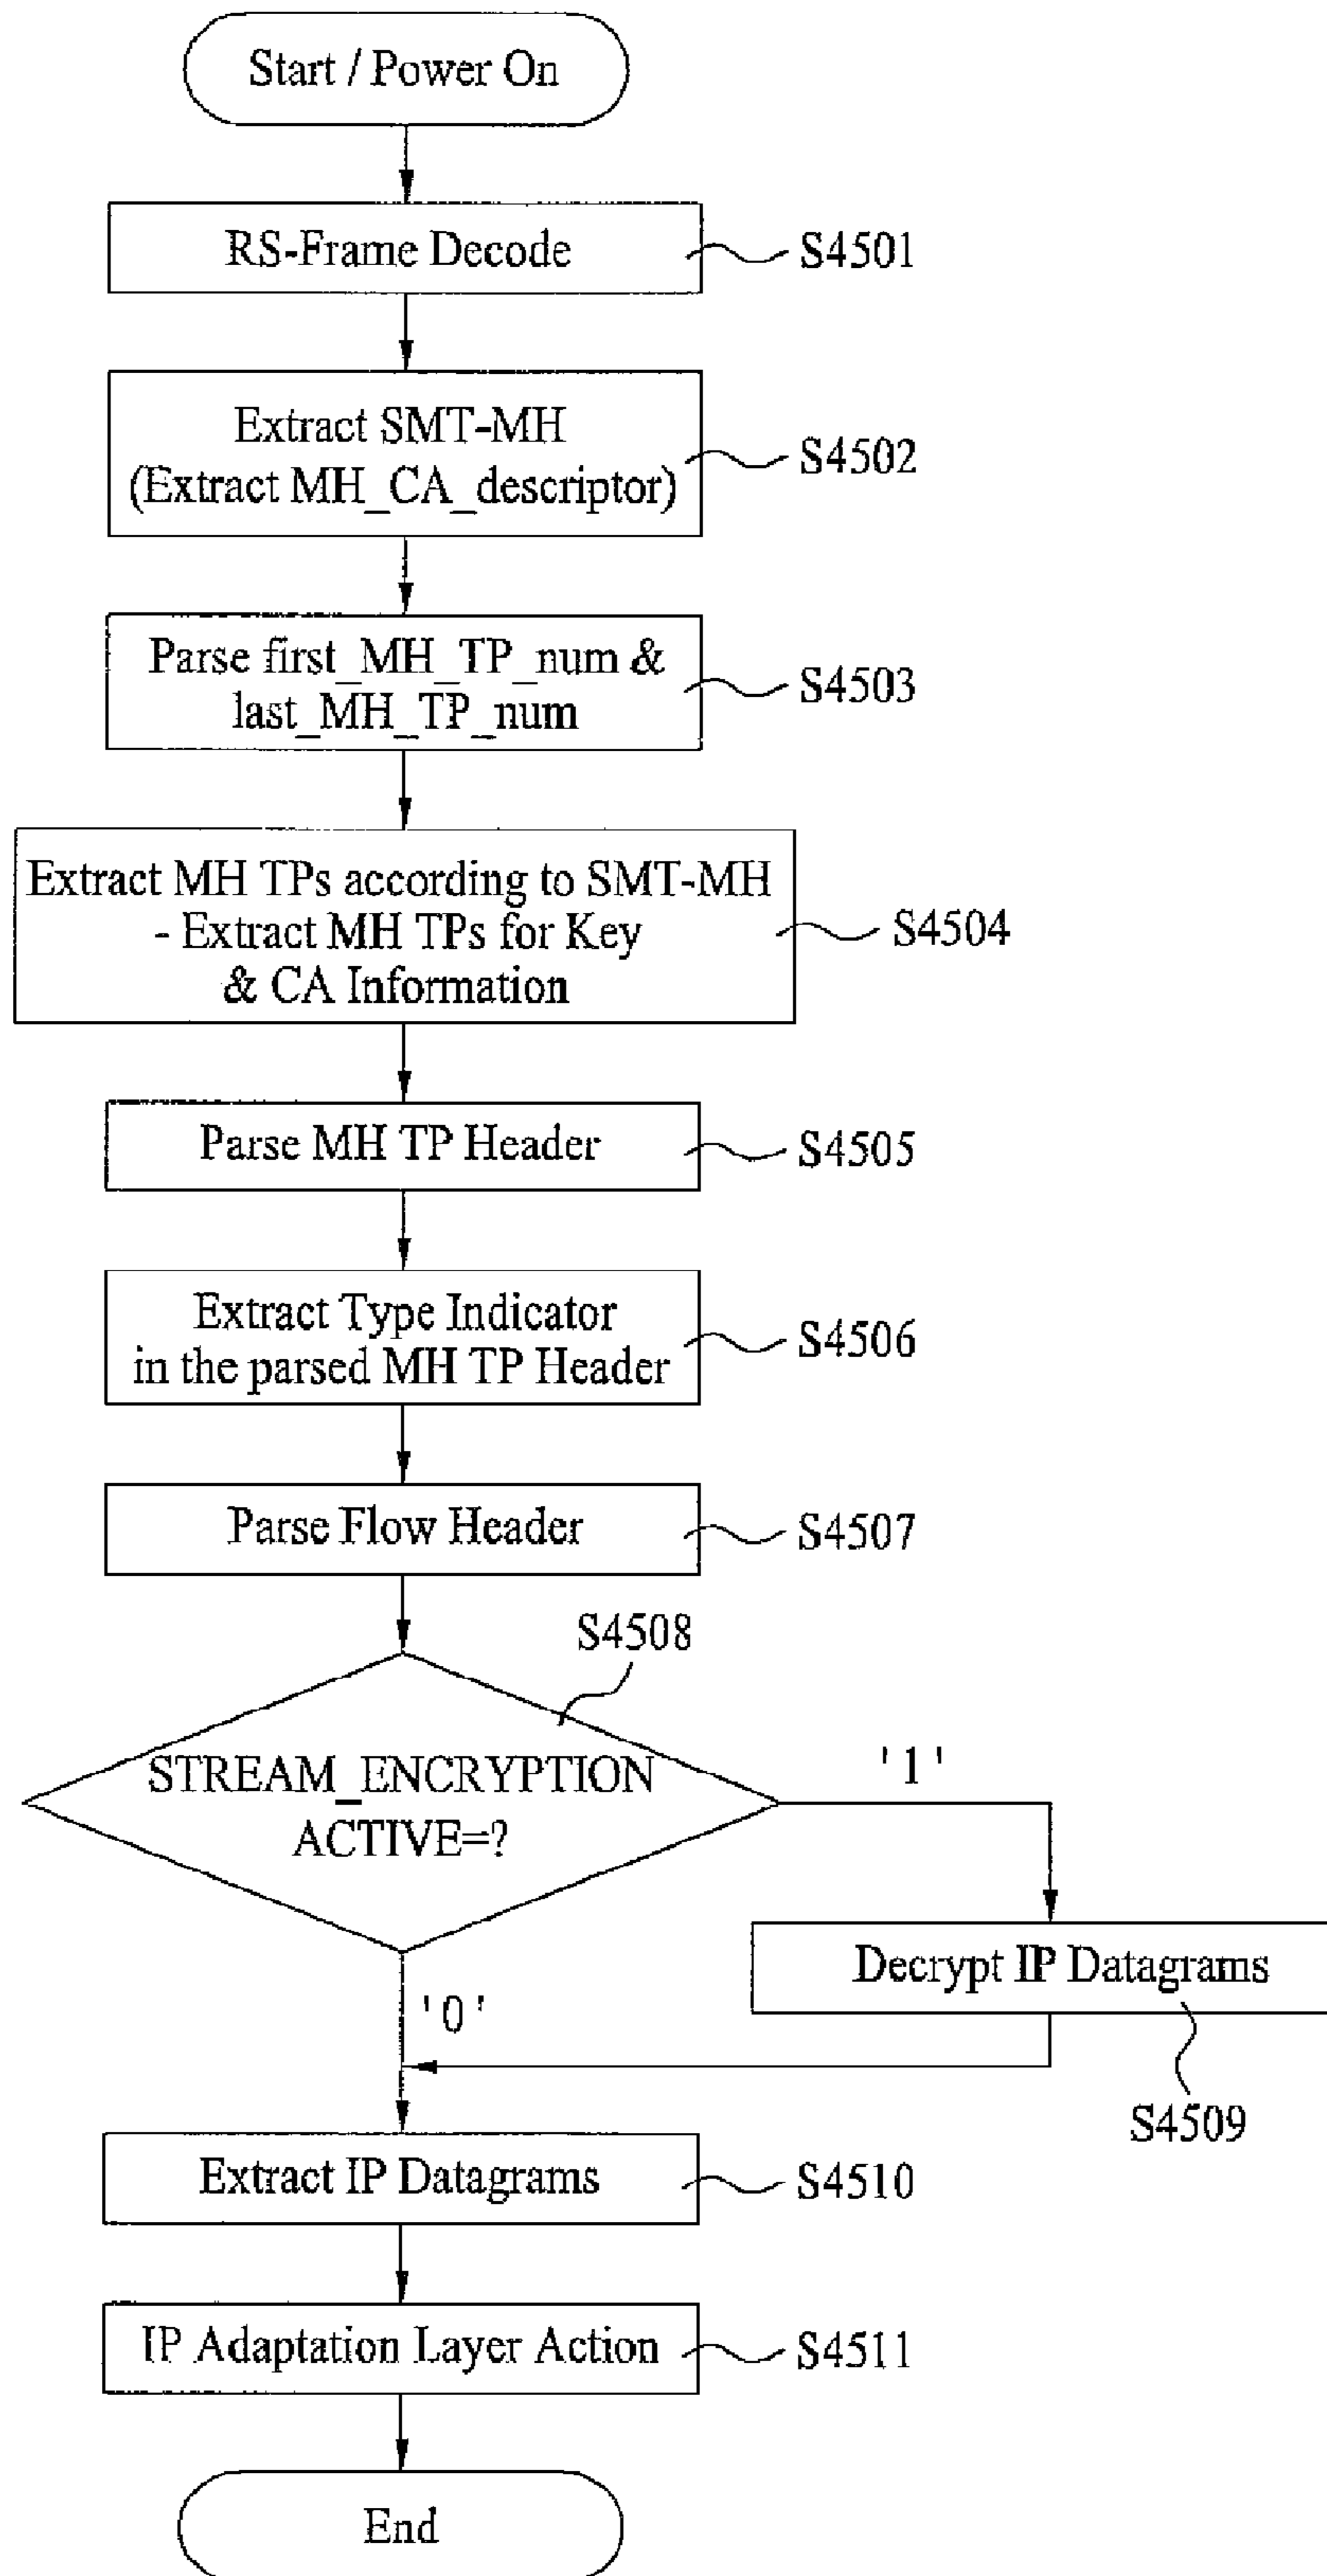 Start / Power On
RS-Frame Decode
S4501
Extract SMT-MH
(Extract MH_CA_descriptor)
S4502
Parse first_MH_TP_num &
last_MH_TP_num
S4503
Extract MH TPs according to SMT-MH
- Extract MH TPs for Key
& CA Information
S4504
Parse MH TP Header
S4505
Extract Type Indicator
in the parsed MH TP Header
S4506
Parse Flow Header
S4507
S4508
STREAM_ENCRYPTION
ACTIVE=?
'1'
Decrypt IP Datagrams
'0'
S4509
Extract IP Datagrams
S4510
IP Adaptation Layer Action
S4511
End